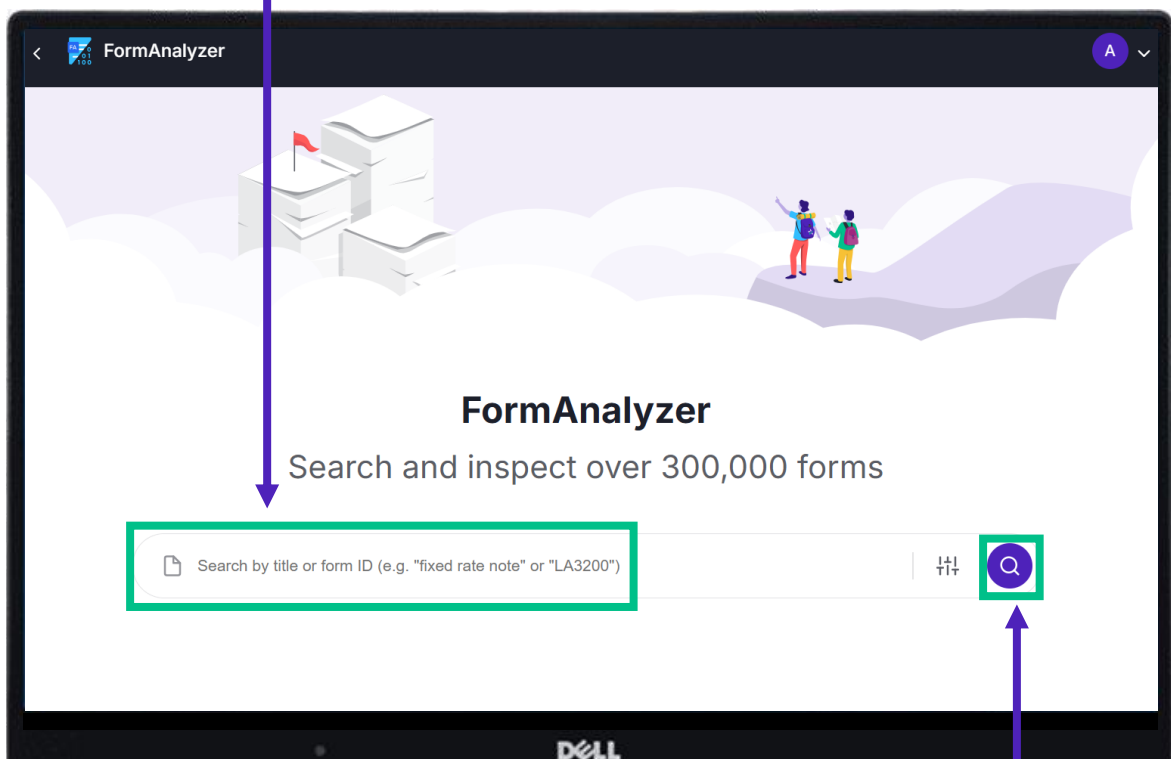 FormAnalyzer
A
FormAnalyzer
Search and inspect over 300,000 forms
Search by title or form ID (e.g. "fixed rate note" or "LA3200")
DELL